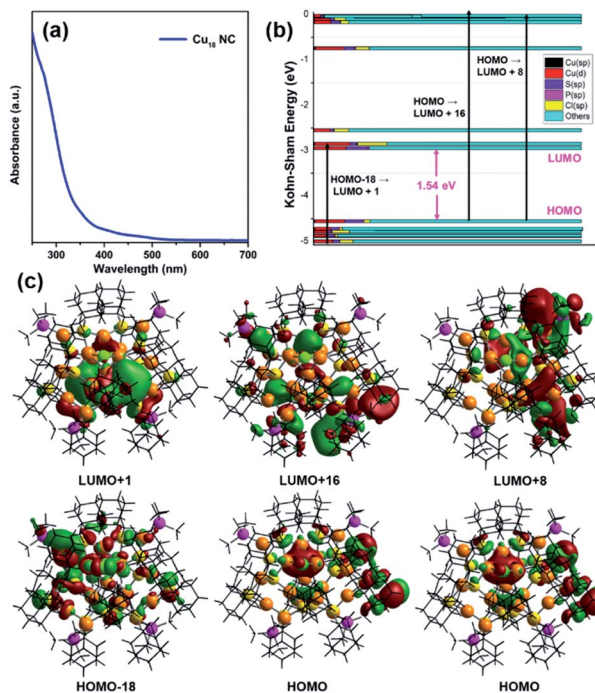 (a)
Cu18 NC
Absorbance (a.u.)
300 400 500 600 700
Wavelength (nm)
(b)
0
-1
-2
-3
-4
-5
Kohn-Sham Energy (eV)
HOMO →
LUMO + 8
HOMO →
LUMO + 16
HOMO-18 →
LUMO + 1
1.54 eV
LUMO
HOMO
Cu(sp)
Cu(d)
S(sp)
P(sp)
Cl(sp)
Others
(c)
LUMO+1 LUMO+16 LUMO+8
HOMO-18 HOMO HOMO